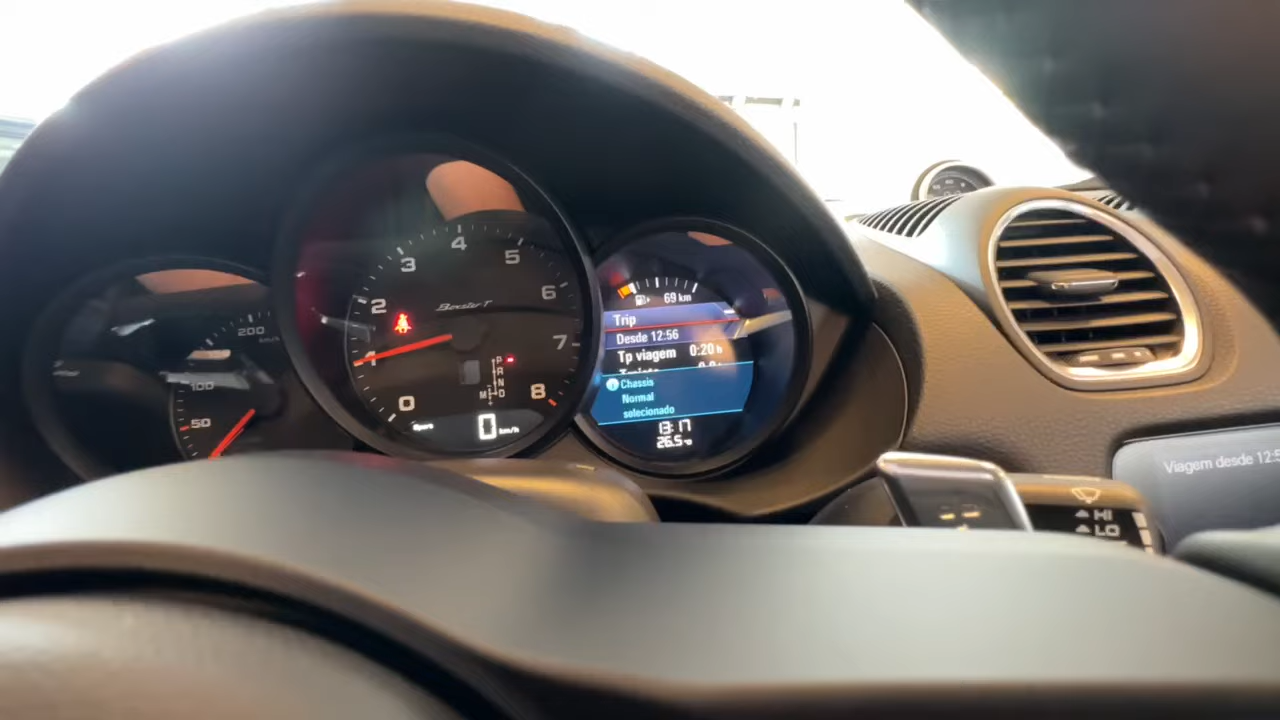 200
100
50
0
1
2
3
4
5
6
7
8
Boxster T
P
R
N
M D
Sport
0 km/h
69 km
Trip
Desde 12:56
Tp viagem 0:20 h
Chassis
Normal
selecionado
13:17
26.5 °C
HI
LO
Viagem desde 12:5